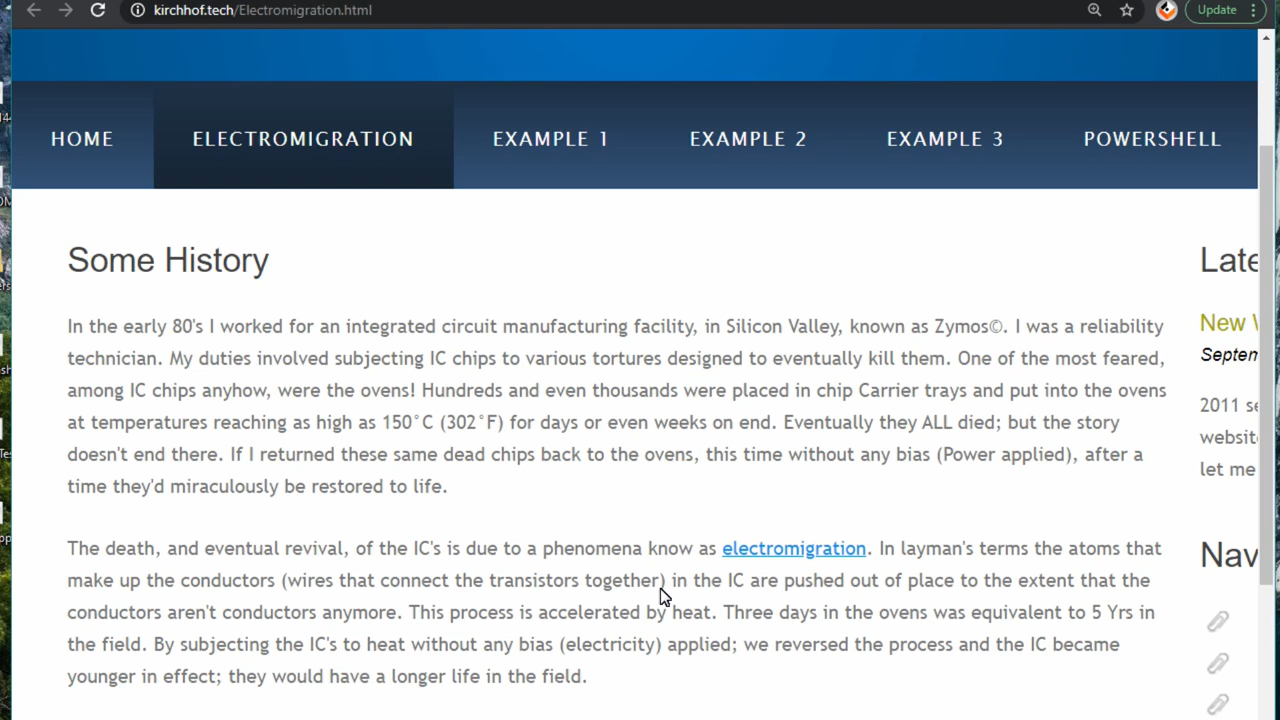 kirchhof.tech/Electromigration.html
Update
HOME
ELECTROMIGRATION
EXAMPLE 1
EXAMPLE 2
EXAMPLE 3
POWERSHELL
Some History
In the early 80's I worked for an integrated circuit manufacturing facility, in Silicon Valley, known as Zymos©. I was a reliability
technician. My duties involved subjecting IC chips to various tortures designed to eventually kill them. One of the most feared,
among IC chips anyhow, were the ovens! Hundreds and even thousands were placed in chip Carrier trays and put into the ovens
at temperatures reaching as high as 150°C (302°F) for days or even weeks on end. Eventually they ALL died; but the story
doesn't end there. If I returned these same dead chips back to the ovens, this time without any bias (Power applied), after a
time they'd miraculously be restored to life.
The death, and eventual revival, of the IC's is due to a phenomena know as electromigration. In layman's terms the atoms that
make up the conductors (wires that connect the transistors together) in the IC are pushed out of place to the extent that the
conductors aren't conductors anymore. This process is accelerated by heat. Three days in the ovens was equivalent to 5 Yrs in
the field. By subjecting the IC's to heat without any bias (electricity) applied; we reversed the process and the IC became
younger in effect; they would have a longer life in the field.
Late
New
Septem
2011 se
website
let me
Nav